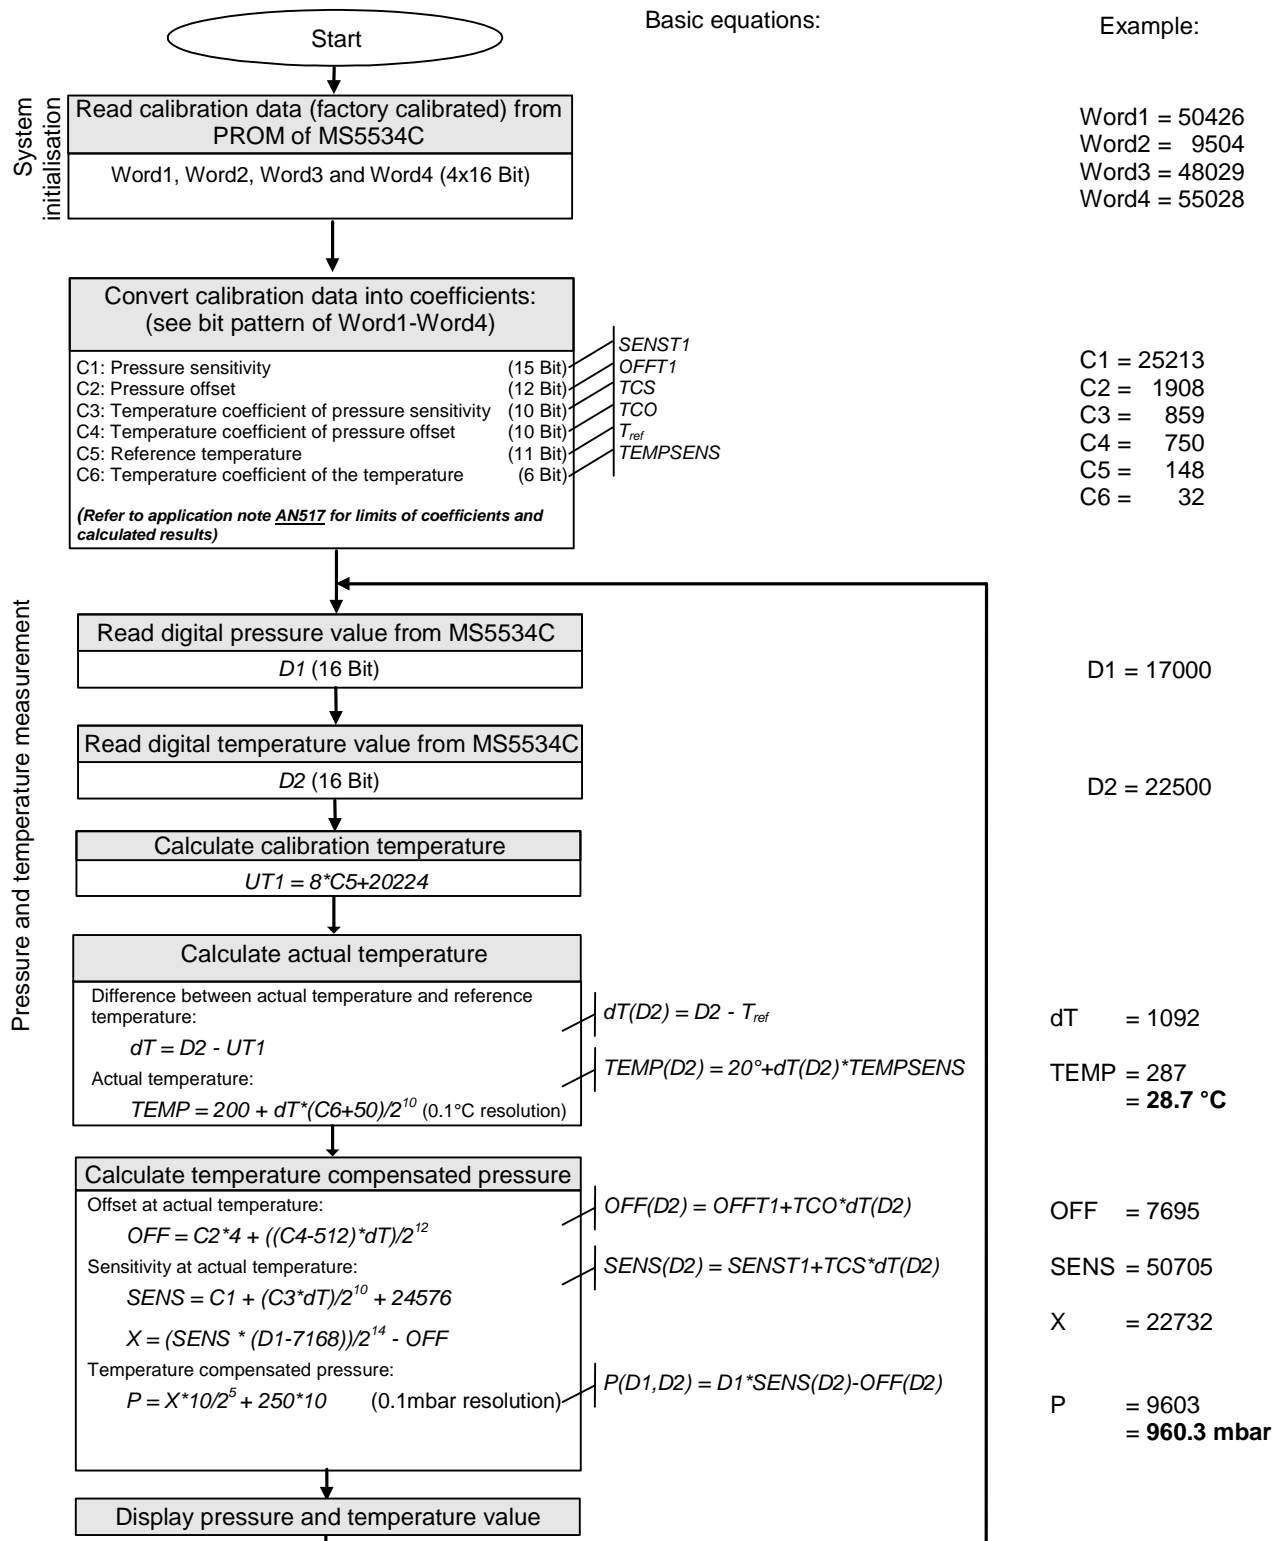 Basic equations:
Example:
Start
System
initialisation
Read calibration data (factory calibrated) from
PROM of MS5534C
Word1, Word2, Word3 and Word4 (4x16 Bit)
Word1 = 50426
Word2 = 9504
Word3 = 48029
Word4 = 55028
Convert calibration data into coefficients:
(see bit pattern of Word1-Word4)
C1: Pressure sensitivity (15 Bit)
C2: Pressure offset (12 Bit)
C3: Temperature coefficient of pressure sensitivity (10 Bit)
C4: Temperature coefficient of pressure offset (10 Bit)
C5: Reference temperature (11 Bit)
C6: Temperature coefficient of the temperature (6 Bit)
(Refer to application note AN517 for limits of coefficients and
calculated results)
SENST1
OFFT1
TCS
TCO
Tref
TEMPSENS
C1 = 25213
C2 = 1908
C3 = 859
C4 = 750
C5 = 148
C6 = 32
Pressure and temperature measurement
Read digital pressure value from MS5534C
D1 (16 Bit)
D1 = 17000
Read digital temperature value from MS5534C
D2 (16 Bit)
D2 = 22500
Calculate calibration temperature
UT1 = 8*C5+20224
Calculate actual temperature
Difference between actual temperature and reference
temperature:
dT = D2 - UT1
Actual temperature:
TEMP = 200 + dT*(C6+50)/2^10 (0.1°C resolution)
dT(D2) = D2 - Tref
TEMP(D2) = 20°+dT(D2)*TEMPSENS
dT = 1092
TEMP = 287
= 28.7 °C
Calculate temperature compensated pressure
Offset at actual temperature:
OFF = C2*4 + ((C4-512)*dT)/2^12
Sensitivity at actual temperature:
SENS = C1 + (C3*dT)/2^10 + 24576
X = (SENS * (D1-7168))/2^14 - OFF
Temperature compensated pressure:
P = X*10/2^5 + 250*10 (0.1mbar resolution)
OFF(D2) = OFFT1+TCO*dT(D2)
SENS(D2) = SENST1+TCS*dT(D2)
P(D1,D2) = D1*SENS(D2)-OFF(D2)
OFF = 7695
SENS = 50705
X = 22732
P = 9603
= 960.3 mbar
Display pressure and temperature value